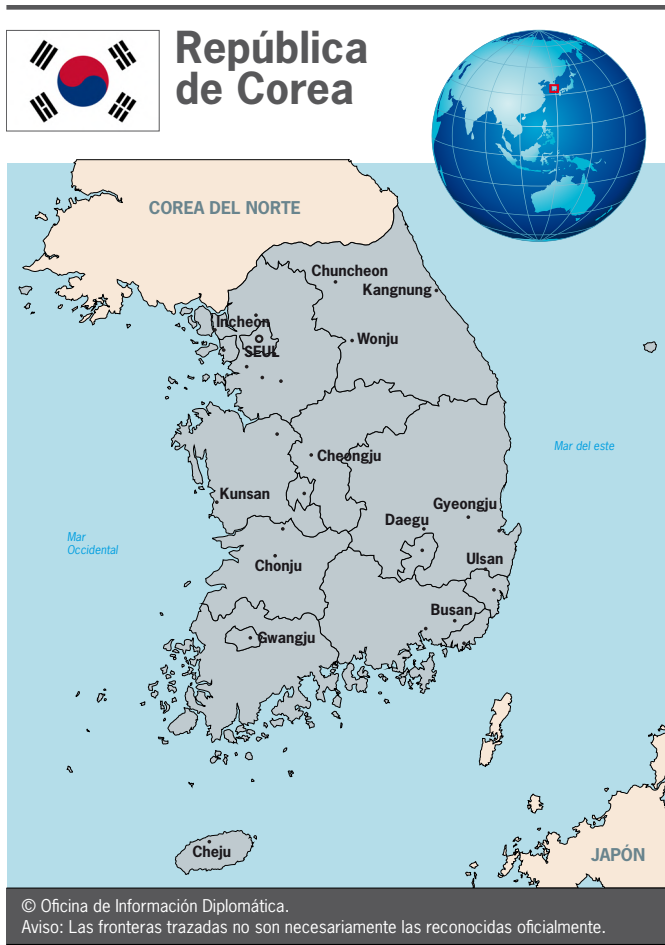 República
de Corea
COREA DEL NORTE
Chuncheon
Kangnung
Incheon
Wonju
SEUL
Mar del este
Cheongju
Kunsan
Gyeongju
Daegu
Mar
Occidental
Ulsan
Chonju
Busan
Gwangju
Cheju
JAPÓN
© Oficina de Información Diplomática.
Aviso: Las fronteras trazadas no son necesariamente las reconocidas oficialmente.